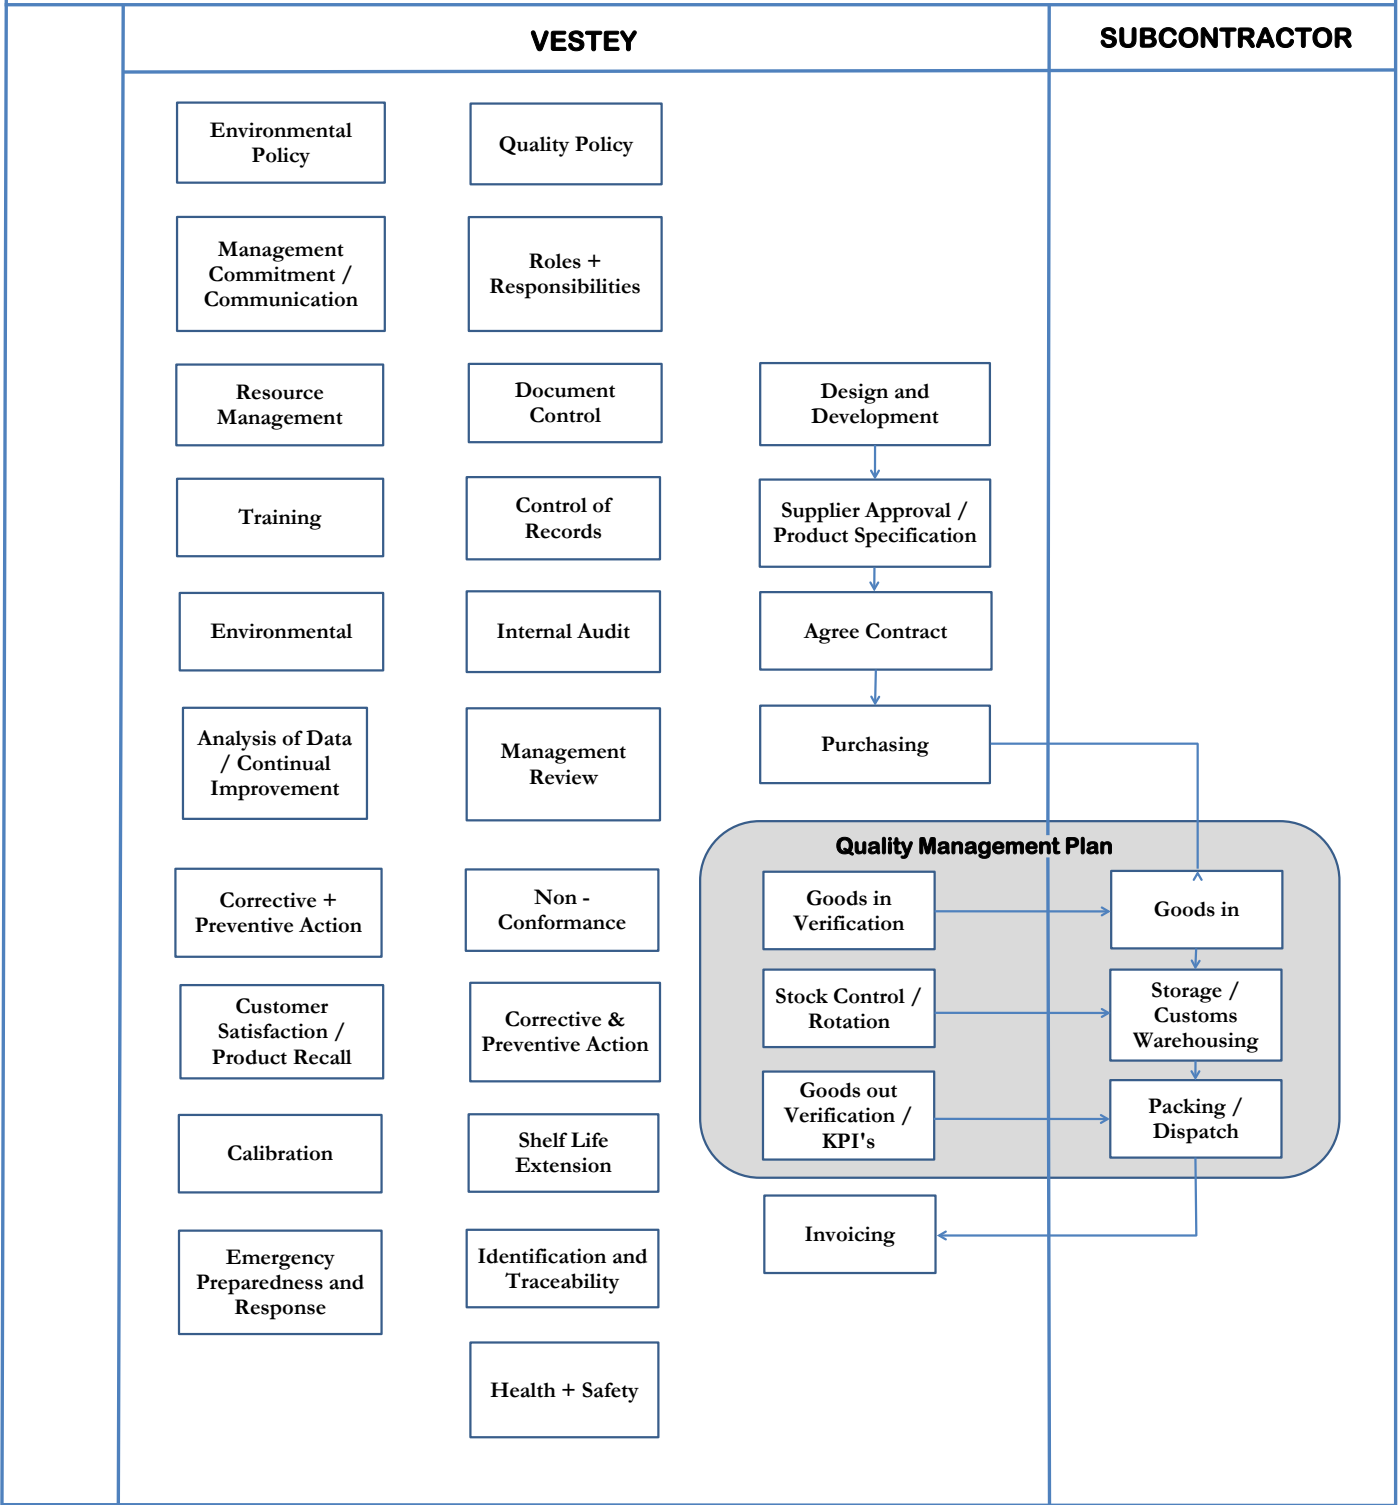 VESTEY
SUBCONTRACTOR
Environmental
Policy
Quality Policy
Management
Commitment /
Communication
Roles +
Responsibilities
Resource
Management
Document
Control
Design and
Development
Training
Control of
Records
Supplier Approval /
Product Specification
Environmental
Internal Audit
Agree Contract
Analysis of Data
/ Continual
Improvement
Management
Review
Purchasing
Quality Management Plan
Corrective +
Preventive Action
Non -
Conformance
Goods in
Verification
Goods in
Customer
Satisfaction /
Product Recall
Corrective &
Preventive Action
Stock Control /
Rotation
Storage /
Customs
Warehousing
Goods out
Verification /
KPI's
Packing /
Dispatch
Calibration
Shelf Life
Extension
Invoicing
Emergency
Preparedness and
Response
Identification and
Traceability
Health + Safety